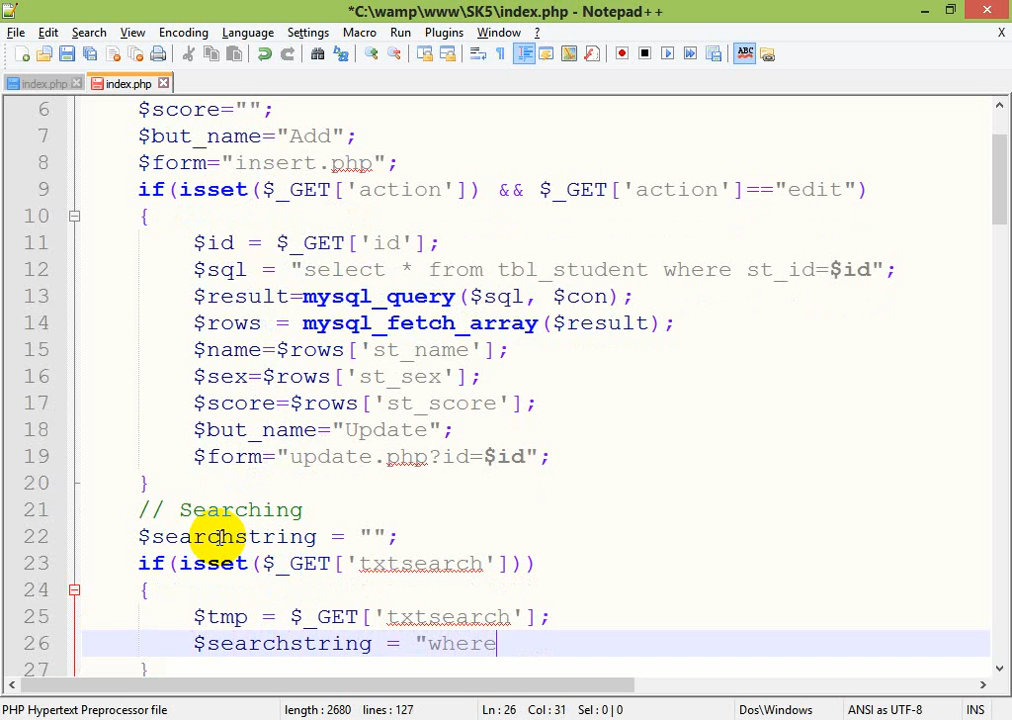 *C:\wamp\www\SK5\index.php - Notepad++
File Edit Search View Encoding Language Settings Macro Run Plugins Window ? X
index.php index.php
6 $score="";
7 $but_name="Add";
8 $form="insert.php";
9 if(isset($_GET['action']) && $_GET['action']=="edit")
10 {
11 $id = $_GET['id'];
12 $sql = "select * from tbl_student where st_id=$id";
13 $result=mysql_query($sql, $con);
14 $rows = mysql_fetch_array($result);
15 $name=$rows['st_name'];
16 $sex=$rows['st_sex'];
17 $score=$rows['st_score'];
18 $but_name="Update";
19 $form="update.php?id=$id";
20 }
21 // Searching
22 $searchstring = "";
23 if(isset($_GET['txtsearch']))
24 {
25 $tmp = $_GET['txtsearch'];
26 $searchstring = "where
27 }
PHP Hypertext Preprocessor file length : 2680 lines : 127 Ln : 26 Col : 31 Sel : 0 | 0 Dos\Windows ANSI as UTF-8 INS